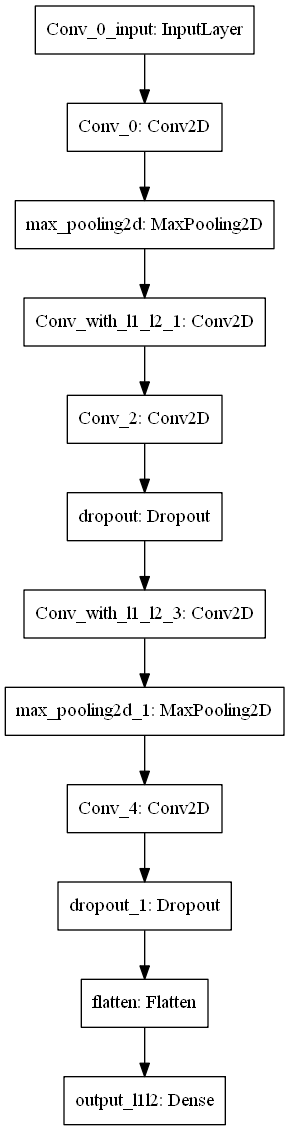 Conv_0_input: InputLayer
Conv_0: Conv2D
max_pooling2d: MaxPooling2D
Conv_with_l1_l2_1: Conv2D
Conv_2: Conv2D
dropout: Dropout
Conv_with_l1_l2_3: Conv2D
max_pooling2d_1: MaxPooling2D
Conv_4: Conv2D
dropout_1: Dropout
flatten: Flatten
output_l1l2: Dense